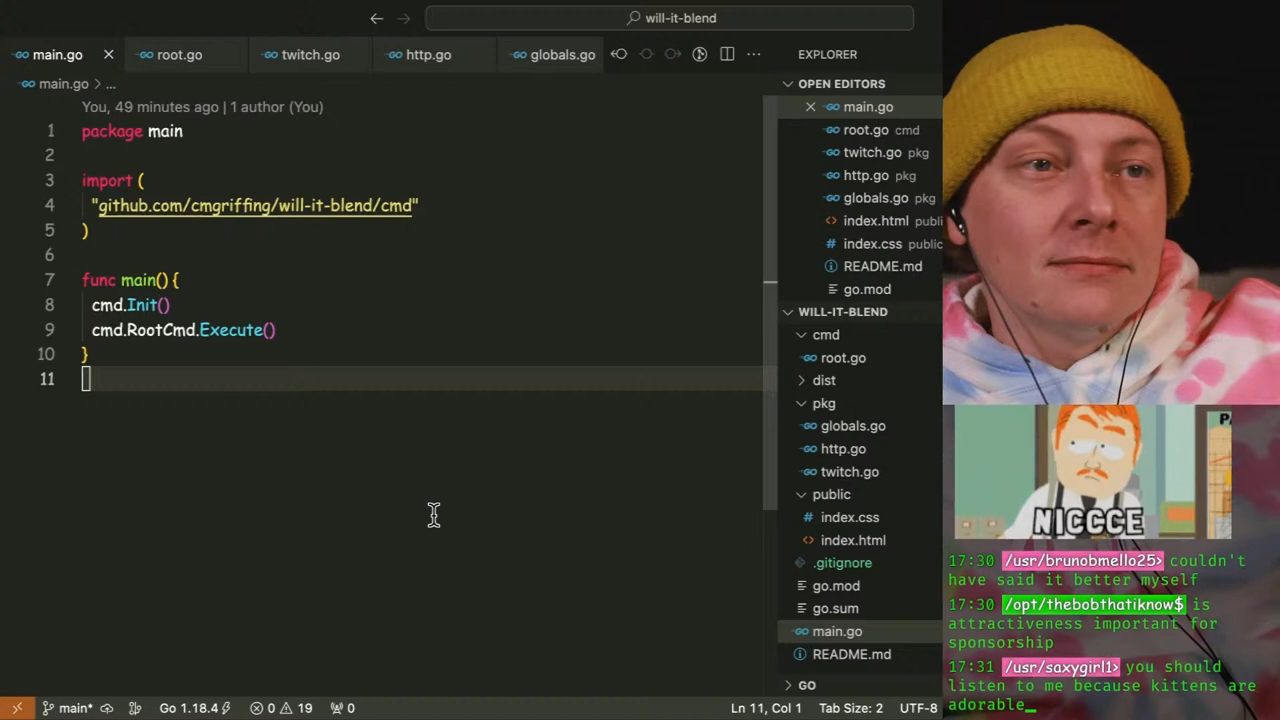 will-it-blend
main.go
root.go
twitch.go
http.go
globals.go
EXPLORER
main.go > ...
You, 49 minutes ago | 1 author (You)
1 package main
2
3 import (
4 "github.com/cmgriffing/will-it-blend/cmd"
5 )
6
7 func main() {
8 cmd.Init()
9 cmd.RootCmd.Execute()
10 }
11
OPEN EDITORS
main.go
root.go cmd
twitch.go pkg
http.go pkg
globals.go pkg
index.html publi
index.css public
README.md
go.mod
WILL-IT-BLEND
cmd
root.go
dist
pkg
globals.go
http.go
twitch.go
public
index.css
index.html
.gitignore
go.mod
go.sum
main.go
README.md
GO
main*
Go 1.18.4
0
19
0
Ln 11, Col 1
Tab Size: 2
UTF-8
NICCCE
17:30 /usr/brunobmello25> couldn't
have said it better myself
17:30 /opt/thebobthatiknow$ is
attractiveness important for
sponsorship
17:31 /usr/saxygirl1> you should
listen to me because kittens are
adorable_